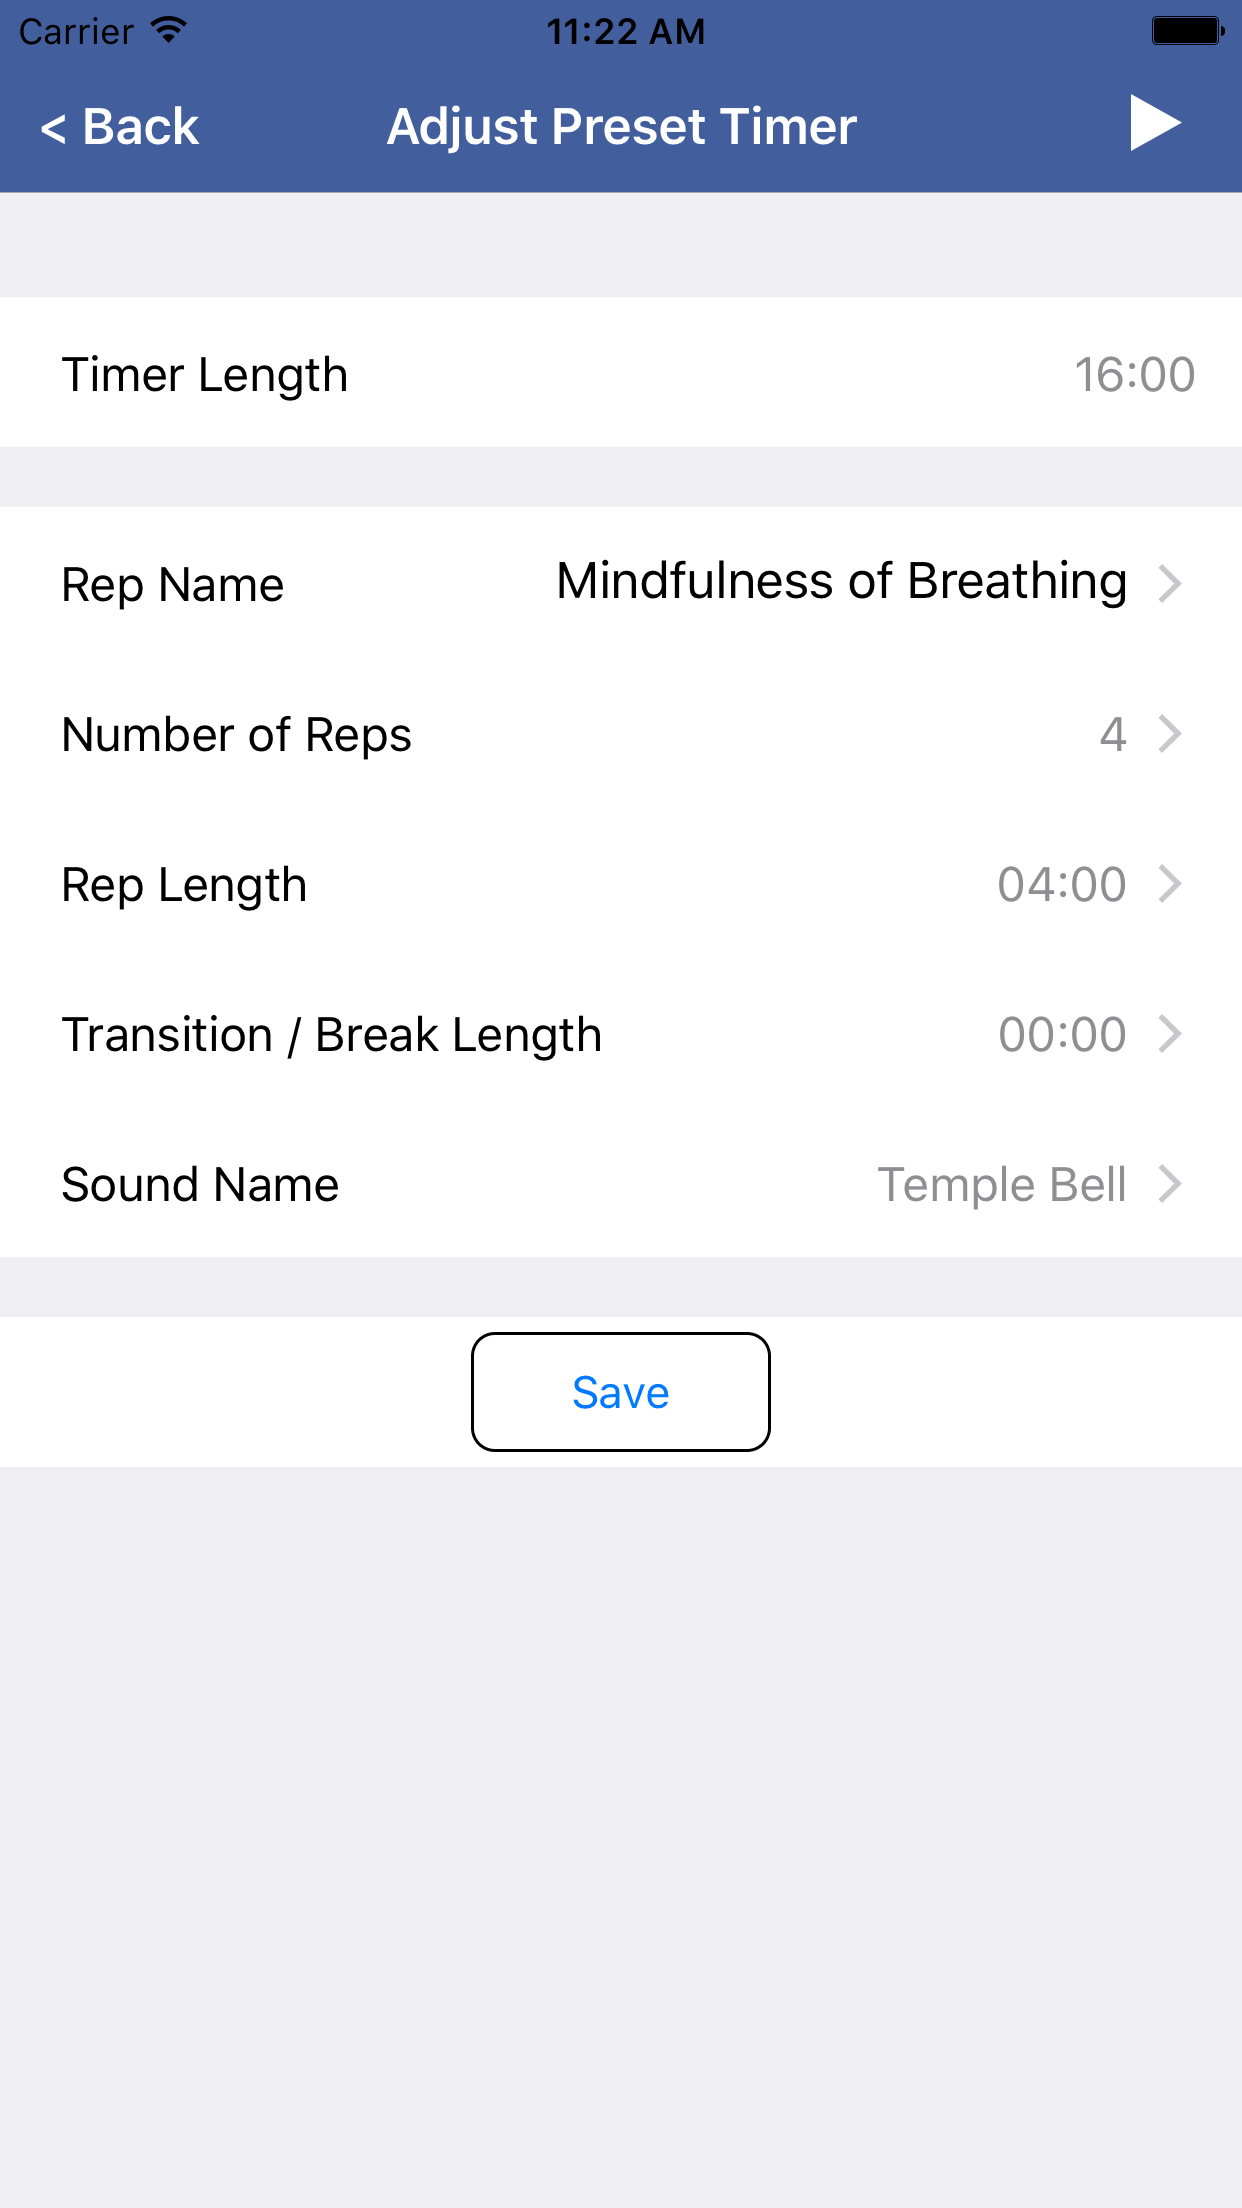 Carrier 11:22 AM
< Back Adjust Preset Timer
Timer Length 16:00
Rep Name Mindfulness of Breathing
Number of Reps 4
Rep Length 04:00
Transition / Break Length 00:00
Sound Name Temple Bell
Save